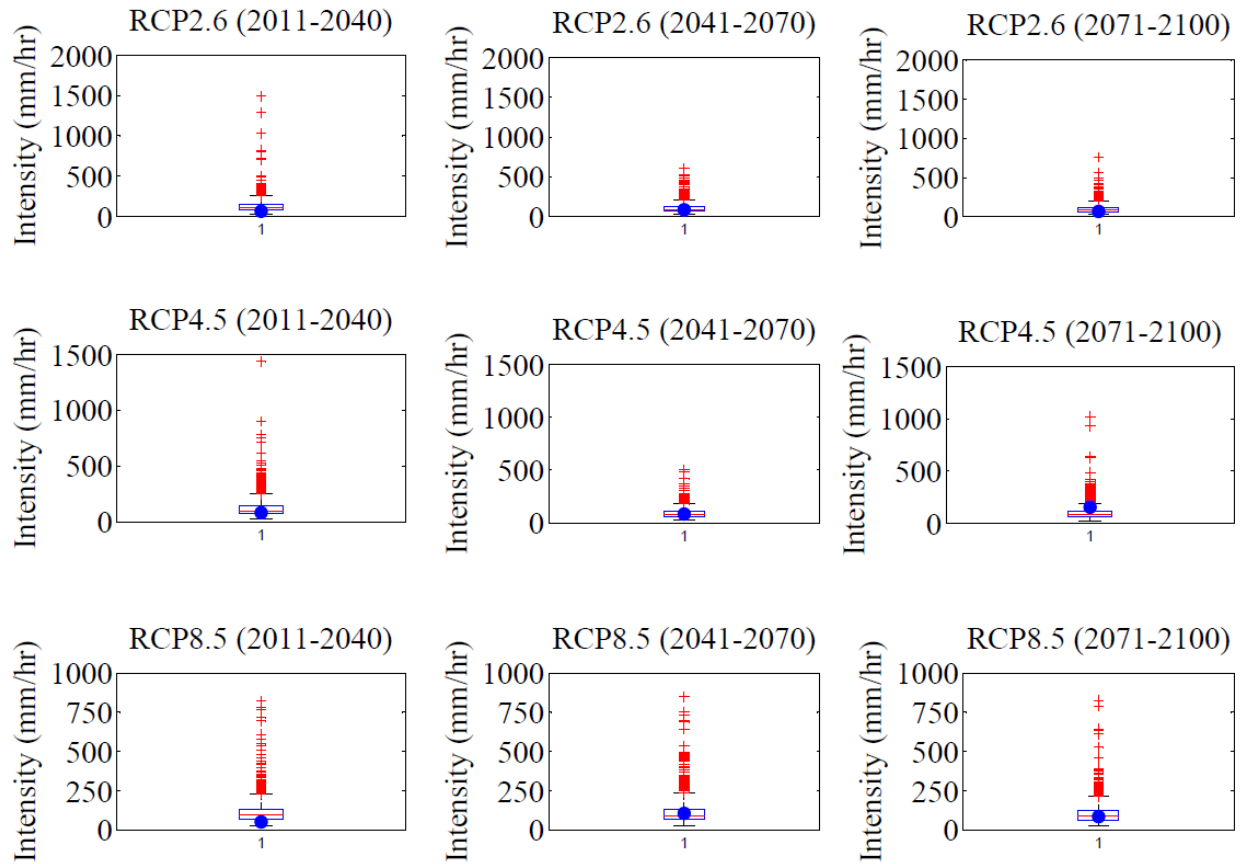 RCP2.6 (2011-2040)
Intensity (mm/hr)
2000
1500
1000
500
0
1
RCP2.6 (2041-2070)
Intensity (mm/hr)
2000
1500
1000
500
0
1
RCP2.6 (2071-2100)
Intensity (mm/hr)
2000
1500
1000
500
0
1
RCP4.5 (2011-2040)
Intensity (mm/hr)
1500
1000
500
0
1
RCP4.5 (2041-2070)
Intensity (mm/hr)
1500
1000
500
0
1
RCP4.5 (2071-2100)
Intensity (mm/hr)
1500
1000
500
0
1
RCP8.5 (2011-2040)
Intensity (mm/hr)
1000
750
500
250
0
1
RCP8.5 (2041-2070)
Intensity (mm/hr)
1000
750
500
250
0
1
RCP8.5 (2071-2100)
Intensity (mm/hr)
1000
750
500
250
0
1